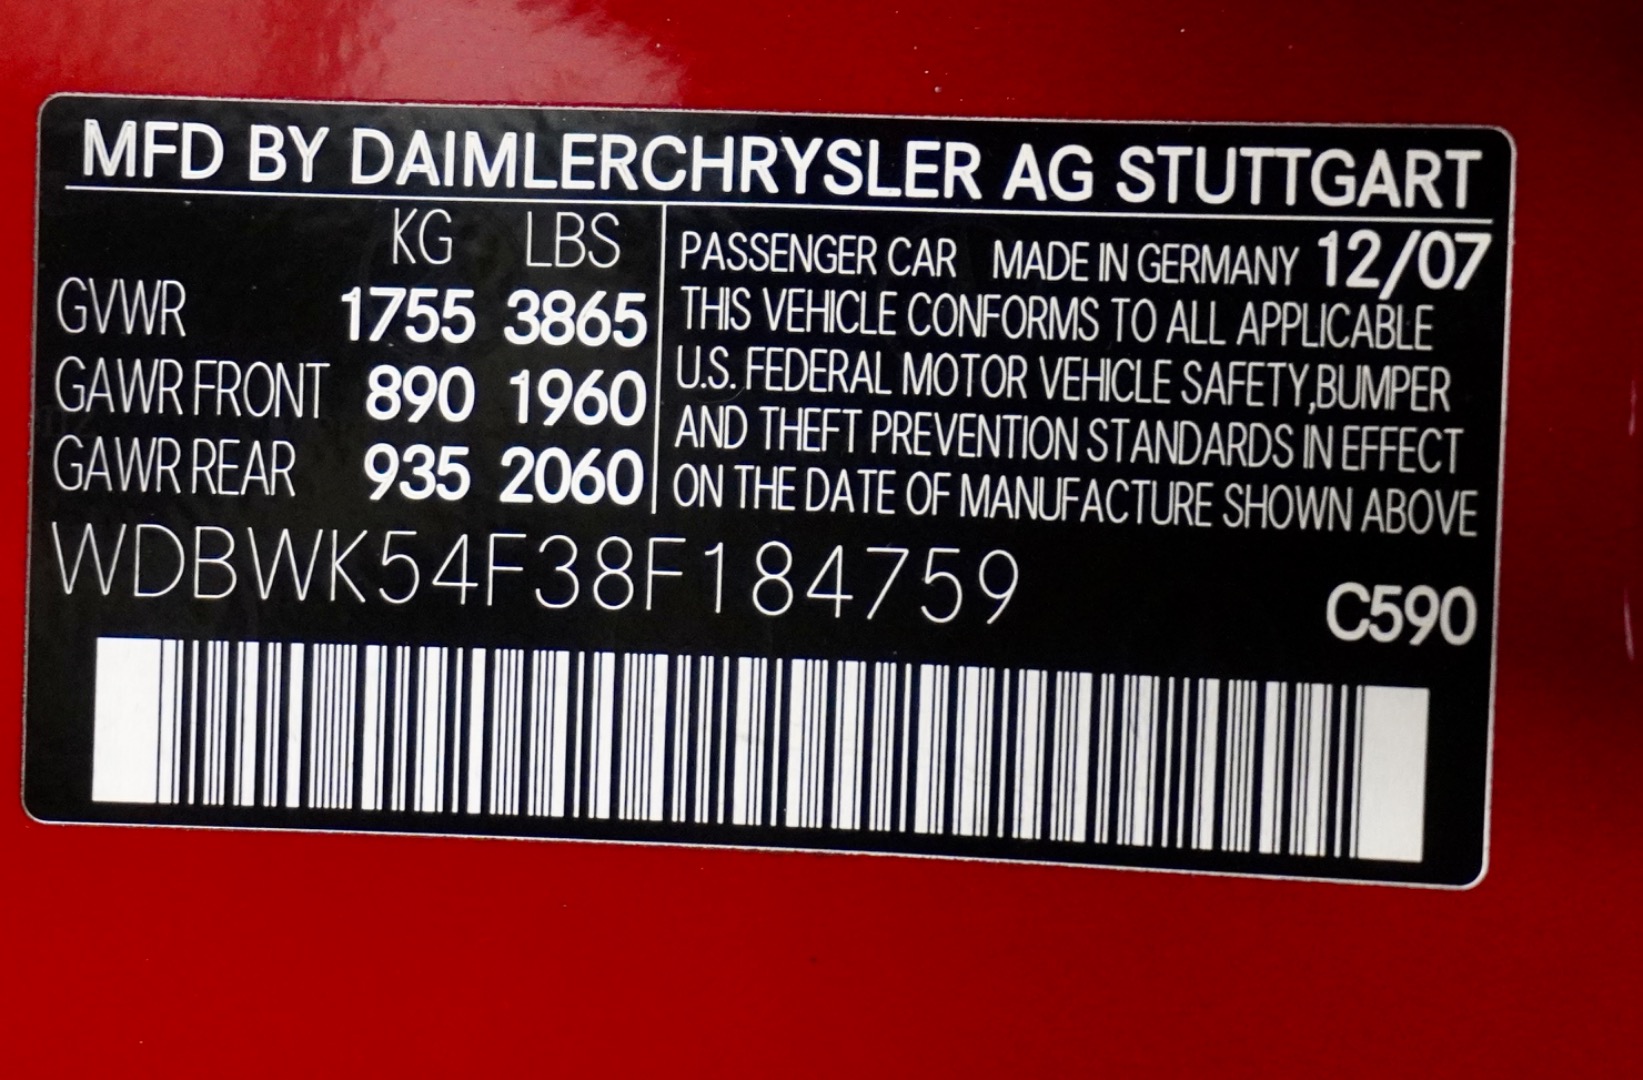 MFD BY DAIMLERCHRYSLER AG STUTTGART
KG LBS
GVWR 1755 3865
GAWR FRONT 890 1960
GAWR REAR 935 2060
PASSENGER CAR MADE IN GERMANY 12/07
THIS VEHICLE CONFORMS TO ALL APPLICABLE
U.S. FEDERAL MOTOR VEHICLE SAFETY,BUMPER
AND THEFT PREVENTION STANDARDS IN EFFECT
ON THE DATE OF MANUFACTURE SHOWN ABOVE
WDBWK54F38F184759
C590